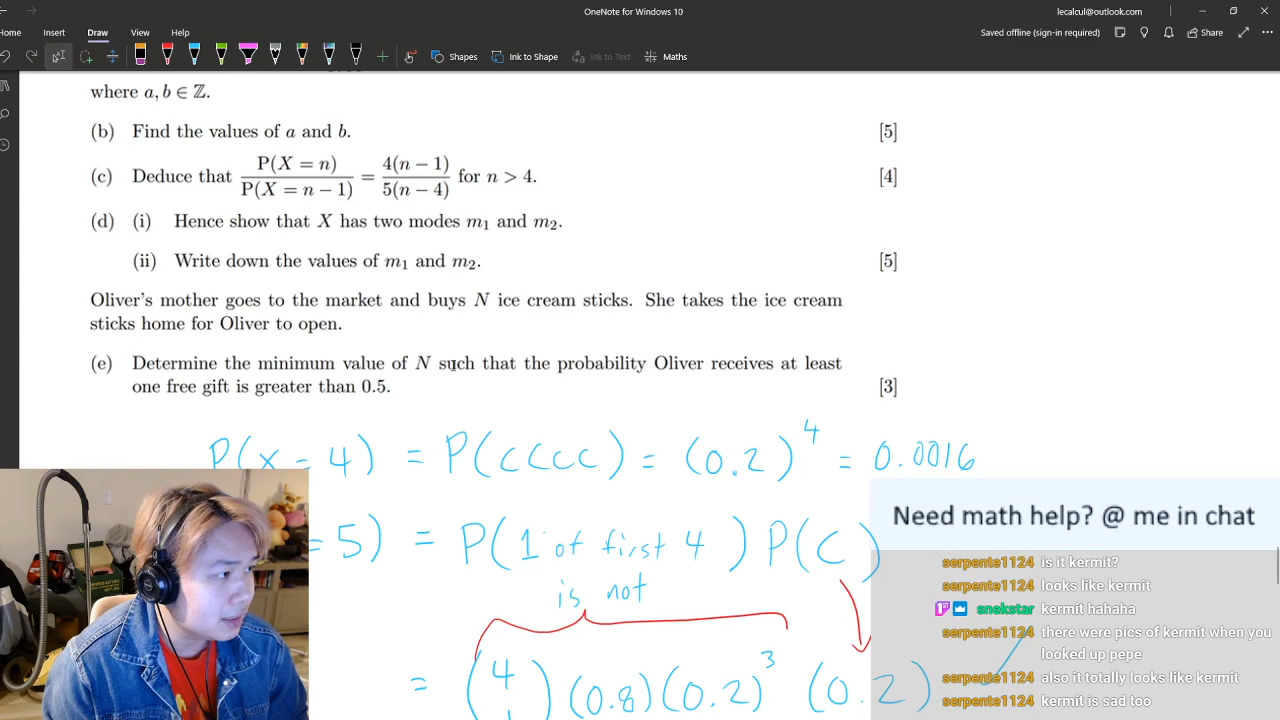 OneNote for Windows 10
lecalcul@outlook.com
Home Insert Draw View Help
Saved offline (sign-in required) Share
Shapes Ink to Shape Ink to Text Maths
where a, b ∈ ℤ.
(b) Find the values of a and b. [5]
(c) Deduce that P(X = n) / P(X = n − 1) = 4(n − 1) / 5(n − 4) for n > 4. [4]
(d) (i) Hence show that X has two modes m₁ and m₂.
(ii) Write down the values of m₁ and m₂. [5]
Oliver's mother goes to the market and buys N ice cream sticks. She takes the ice cream
sticks home for Oliver to open.
(e) Determine the minimum value of N such that the probability Oliver receives at least
one free gift is greater than 0.5. [3]
P(x = 4) = P(CCCC) = (0.2)⁴ = 0.0016
= 5) = P(1 of first 4 is not) P(C)
= (4 1) (0.8)(0.2)³ (0.2)
Need math help? @ me in chat
serpente1124 is it kermit?
serpente1124 looks like kermit
1ST snekstar kermit hahaha
serpente1124 there were pics of kermit when you
looked up pepe
serpente1124 also it totally looks like kermit
serpente1124 kermit is sad too